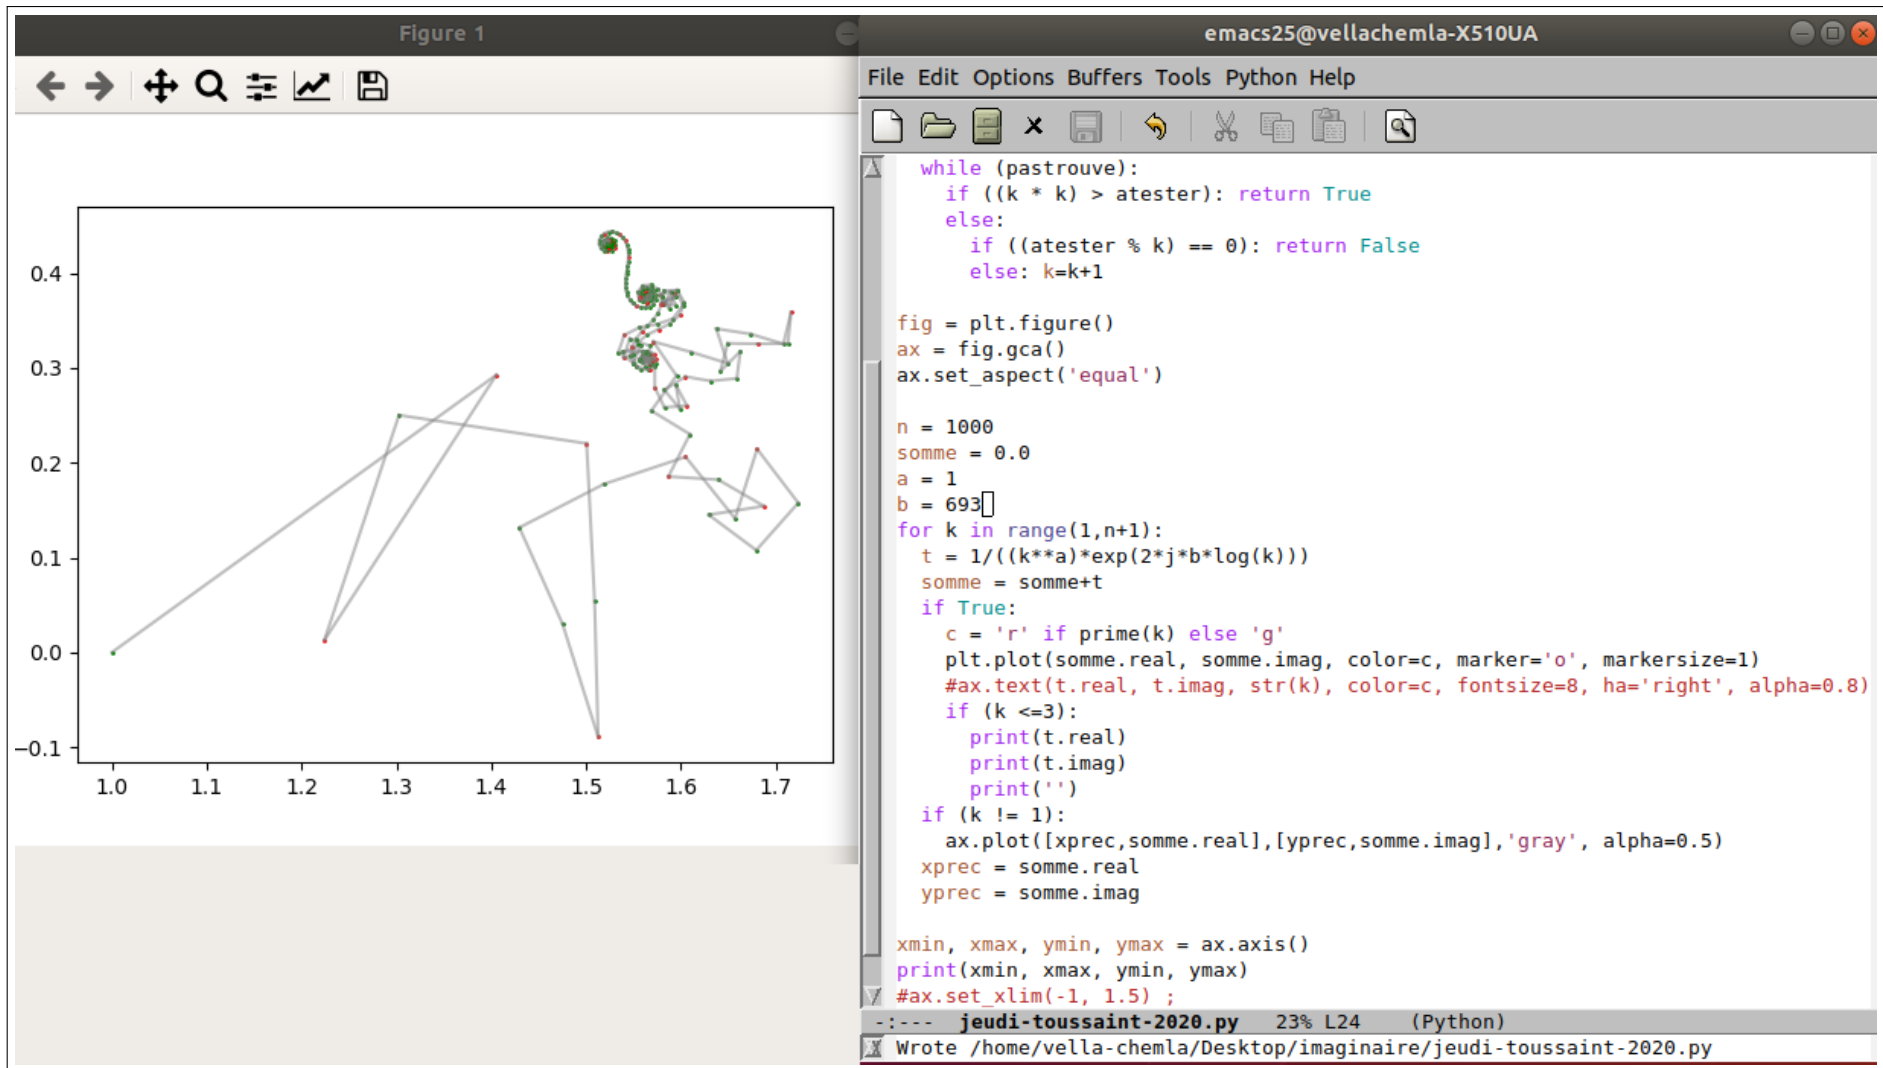 Figure 1
0.4
0.3
0.2
0.1
0.0
−0.1
1.0 1.1 1.2 1.3 1.4 1.5 1.6 1.7
emacs25@vellachemla-X510UA
File Edit Options Buffers Tools Python Help
while (pastrouve):
if ((k * k) > atester): return True
else:
if ((atester % k) == 0): return False
else: k=k+1
fig = plt.figure()
ax = fig.gca()
ax.set_aspect('equal')
n = 1000
somme = 0.0
a = 1
b = 693
for k in range(1,n+1):
t = 1/((k**a)*exp(2*j*b*log(k)))
somme = somme+t
if True:
c = 'r' if prime(k) else 'g'
plt.plot(somme.real, somme.imag, color=c, marker='o', markersize=1)
#ax.text(t.real, t.imag, str(k), color=c, fontsize=8, ha='right', alpha=0.8)
if (k <=3):
print(t.real)
print(t.imag)
print('')
if (k != 1):
ax.plot([xprec,somme.real],[yprec,somme.imag],'gray', alpha=0.5)
xprec = somme.real
yprec = somme.imag
xmin, xmax, ymin, ymax = ax.axis()
print(xmin, xmax, ymin, ymax)
#ax.set_xlim(-1, 1.5) ;
-:--- jeudi-toussaint-2020.py 23% L24 (Python)
Wrote /home/vella-chemla/Desktop/imaginaire/jeudi-toussaint-2020.py